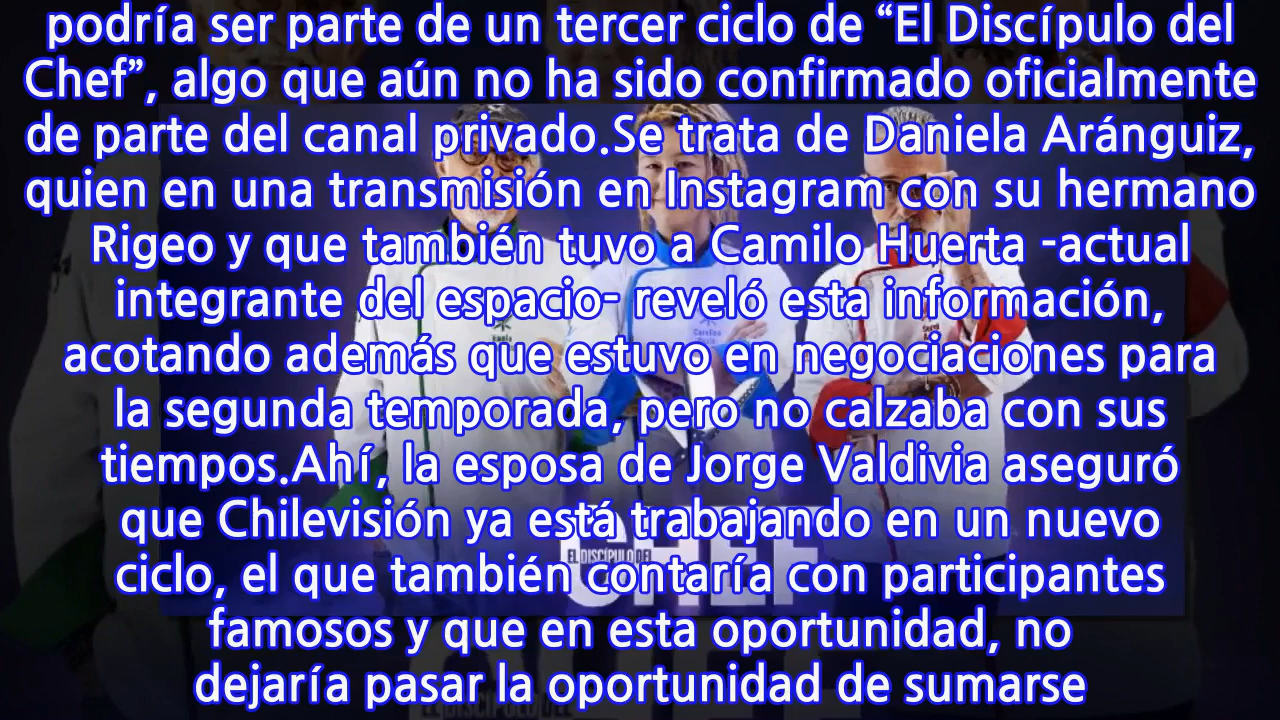 podría ser parte de un tercer ciclo de “El Discípulo del
Chef”, algo que aún no ha sido confirmado oficialmente
de parte del canal privado.Se trata de Daniela Aránguiz,
quien en una transmisión en Instagram con su hermano
Rigeo y que también tuvo a Camilo Huerta -actual
integrante del espacio- reveló esta información,
acotando además que estuvo en negociaciones para
la segunda temporada, pero no calzaba con sus
tiempos.Ahí, la esposa de Jorge Valdivia aseguró
que Chilevisión ya está trabajando en un nuevo
ciclo, el que también contaría con participantes
famosos y que en esta oportunidad, no
dejaría pasar la oportunidad de sumarse
EL DISCÍPULO DEL
CHEF